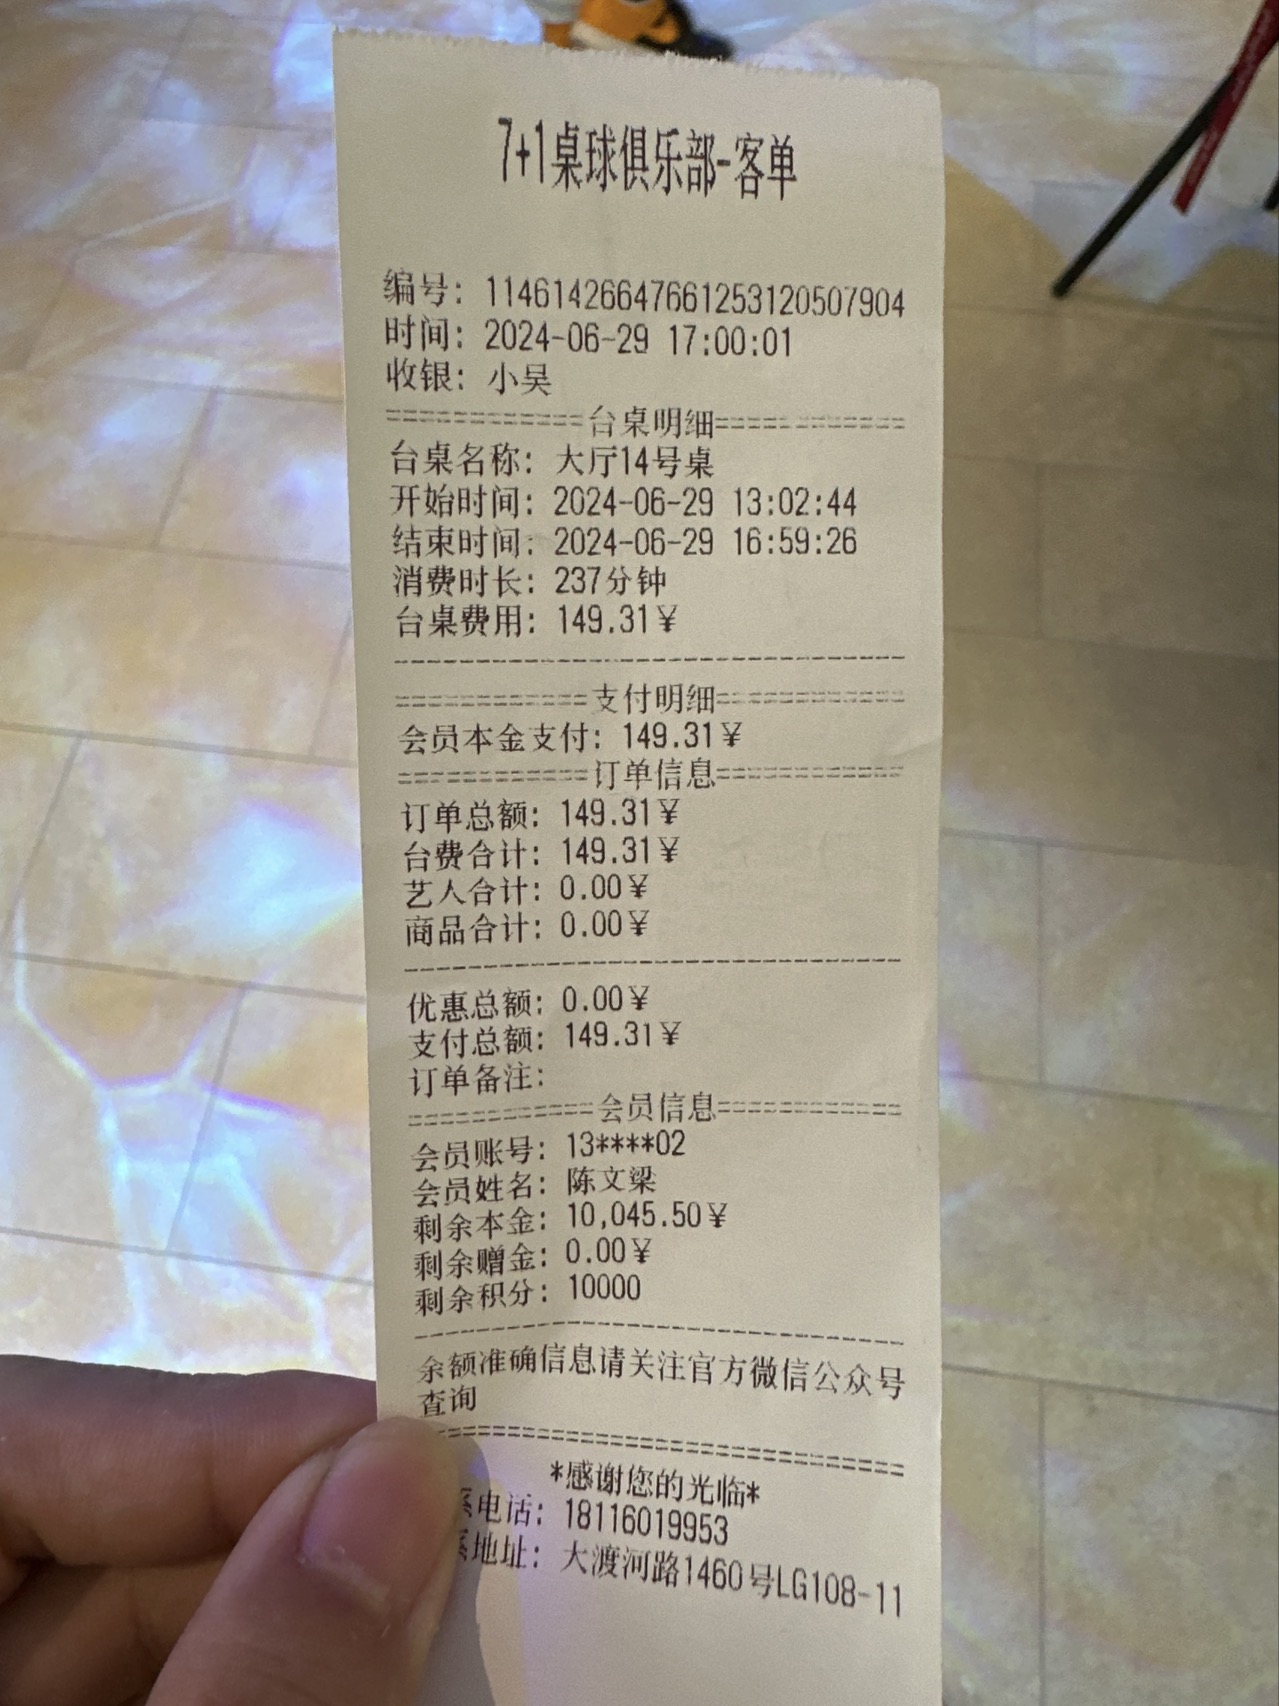 7+1桌球俱乐部-客单
编号: 1146142664766125312050​7904
时间: 2024-06-29 17:00:01
收银: 小吴
============台桌明细============
台桌名称: 大厅14号桌
开始时间: 2024-06-29 13:02:44
结束时间: 2024-06-29 16:59:26
消费时长: 237分钟
台桌费用: 149.31¥
--------------------------------
============支付明细============
会员本金支付: 149.31¥
============订单信息============
订单总额: 149.31¥
台费合计: 149.31¥
艺人合计: 0.00¥
商品合计: 0.00¥
--------------------------------
优惠总额: 0.00¥
支付总额: 149.31¥
订单备注:
============会员信息============
会员账号: 13****02
会员姓名: 陈文梁
剩余本金: 10,045.50¥
剩余赠金: 0.00¥
剩余积分: 10000
--------------------------------
余额准确信息请关注官方微信公众号
查询
================================
*感谢您的光临*
系电话: 18116019953
系地址: 大渡河路1460号LG108-11